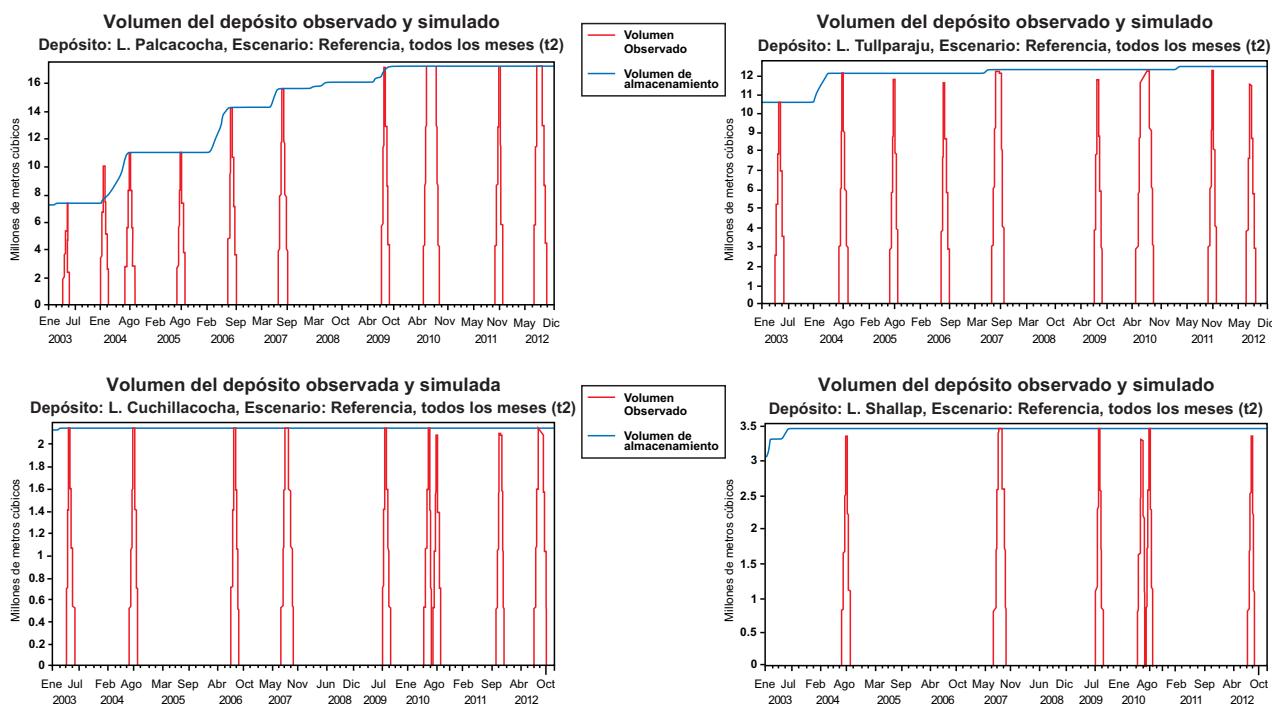 Volumen del depósito observado y simulado
Depósito: L. Palcacocha, Escenario: Referencia, todos los meses (t2)
Millones de metros cúbicos
16
14
12
10
8
6
4
2
0
Ene Jul Ene Ago Feb Ago Feb Sep Mar Sep Mar Oct Abr Oct Abr Nov May Nov May Dic
2003 2004 2005 2006 2007 2008 2009 2010 2011 2012
Volumen Observado
Volumen de almacenamiento
Volumen del depósito observado y simulado
Depósito: L. Tullparaju, Escenario: Referencia, todos los meses (t2)
Millones de metros cúbicos
12
11
10
9
8
7
6
5
4
3
2
1
0
Ene Jul Ene Ago Feb Ago Feb Sep Mar Sep Mar Oct Abr Oct Abr Nov May Nov May Dic
2003 2004 2005 2006 2007 2008 2009 2010 2011 2012
Volumen del depósito observada y simulada
Depósito: L. Cuchillacocha, Escenario: Referencia, todos los meses (t2)
Millones de metros cúbicos
2
1.8
1.6
1.4
1.2
1
0.8
0.6
0.4
0.2
0
Ene Jul Feb Ago Mar Oct Abr Oct May Nov Jun Dic Jul Ene Ago Feb Sep Abr Oct
2003 2004 2005 2006 2007 2008 2009 2010 2011 2012
Volumen Observado
Volumen de almacenamiento
Volumen del depósito observado y simulado
Depósito: L. Shallap, Escenario: Referencia, todos los meses (t2)
Millones de metros cúbicos
3.5
3
2.5
2
1.5
1
0.5
0
Ene Jul Feb Ago Mar Sep Abr Oct May Nov Jun Dic Jul Ene Ago Feb Sep Abr Oct
2003 2004 2005 2006 2007 2008 2009 2010 2011 2012